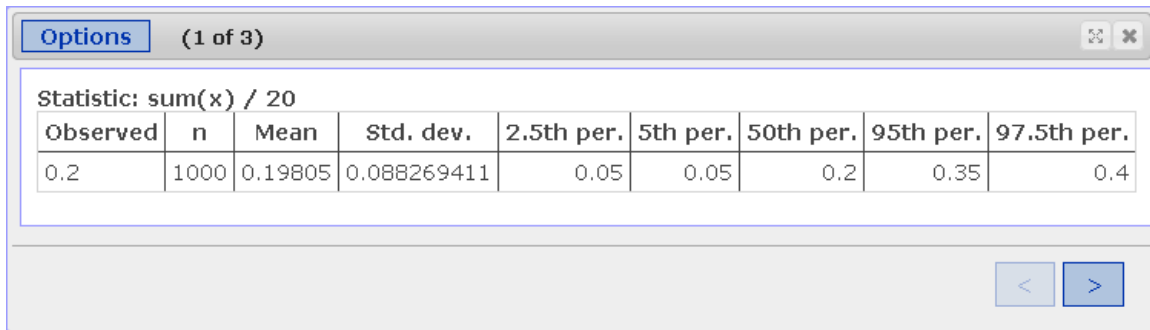 Options (1 of 3)
Statistic: sum(x) / 20
Observed n Mean Std. dev. 2.5th per. 5th per. 50th per. 95th per. 97.5th per.
0.2 1000 0.19805 0.088269411 0.05 0.05 0.2 0.35 0.4
< >